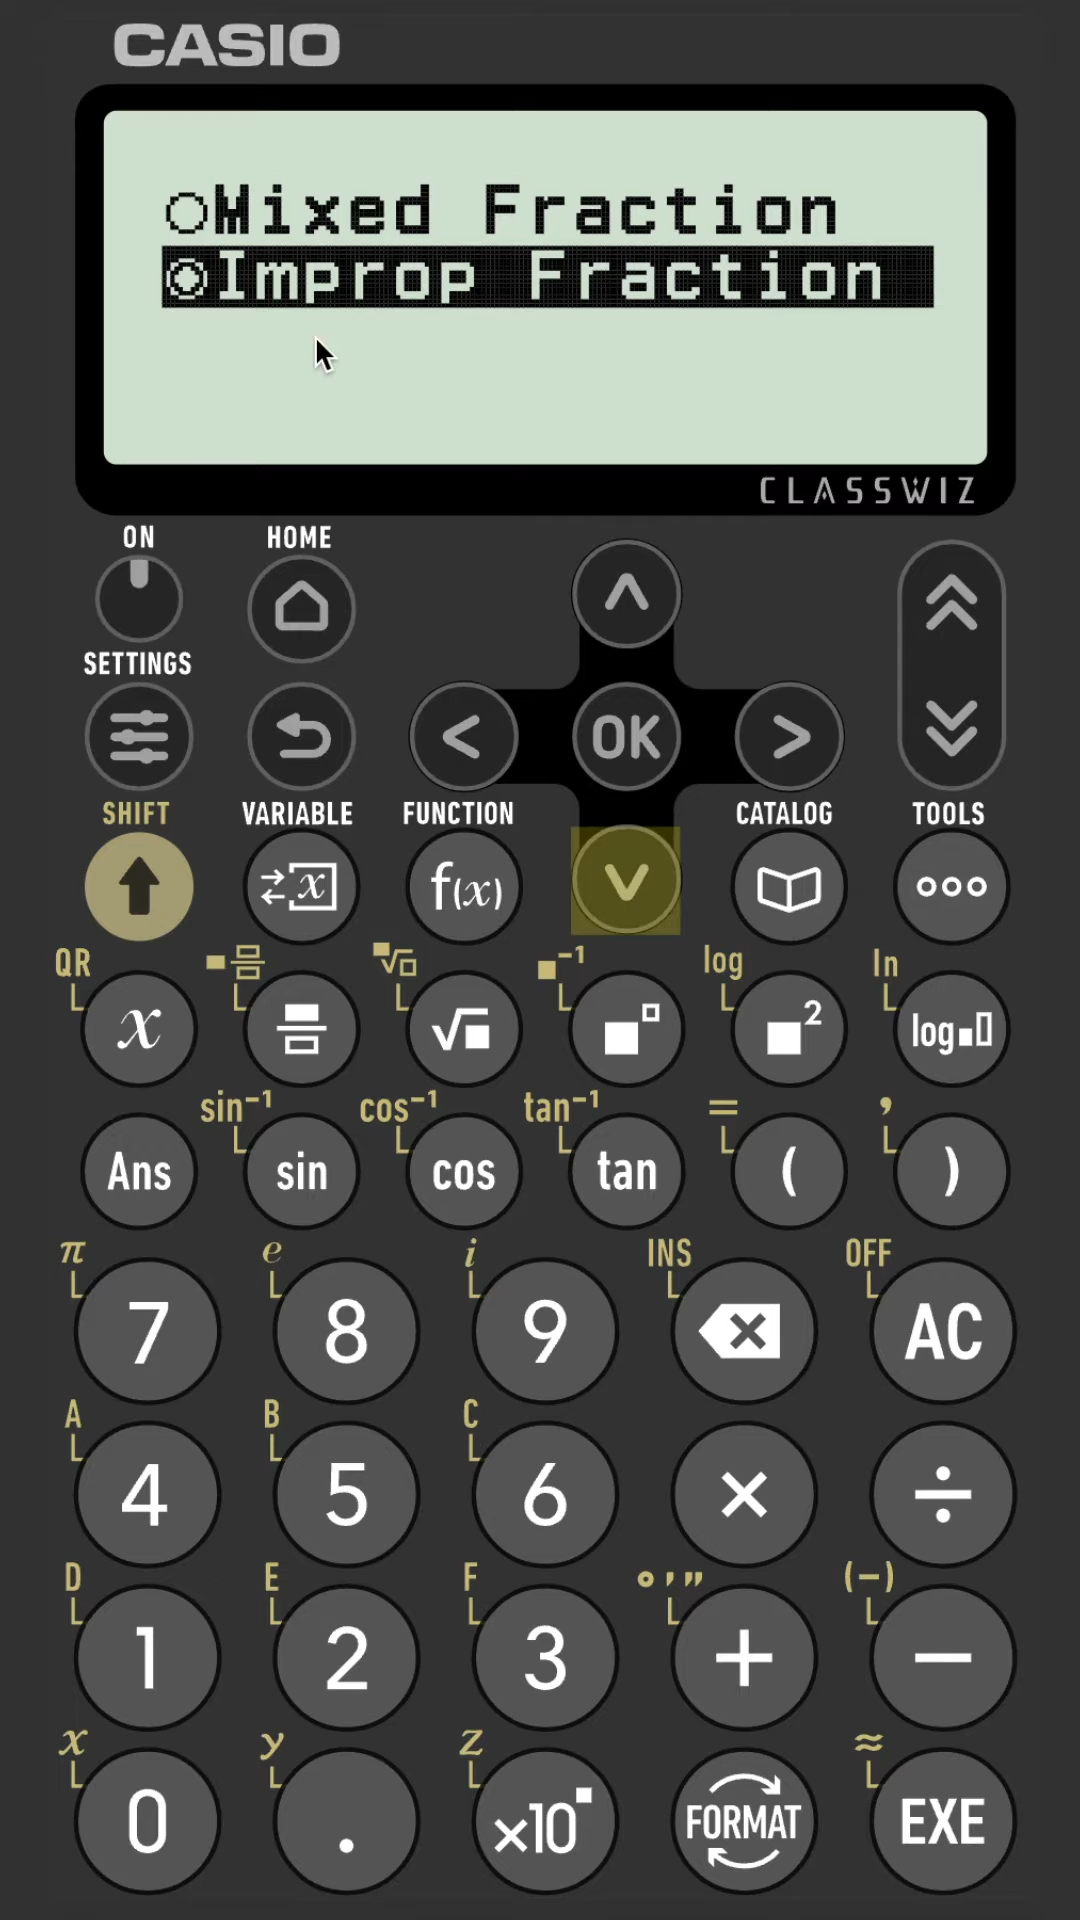 CASIO
Mixed Fraction
Improp Fraction
CLASSWIZ
ON HOME
SETTINGS
OK
SHIFT VARIABLE FUNCTION CATALOG TOOLS
x f(x)
QR √ -1 log ln
x √ 2 log
sin⁻¹ cos⁻¹ tan⁻¹ = ,
Ans sin cos tan ( )
π e i INS OFF
7 8 9 AC
A B C
4 5 6 × ÷
D E F ° ′ ″ (−)
1 2 3 + −
x y z ≈
0 . ×10 FORMAT EXE